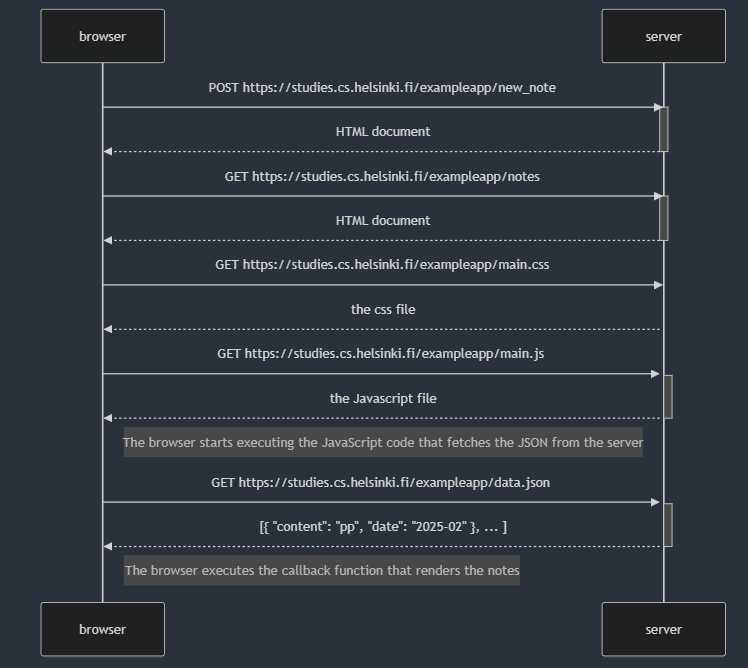 browser
server
POST https://studies.cs.helsinki.fi/exampleapp/new_note
HTML document
GET https://studies.cs.helsinki.fi/exampleapp/notes
HTML document
GET https://studies.cs.helsinki.fi/exampleapp/main.css
the css file
GET https://studies.cs.helsinki.fi/exampleapp/main.js
the Javascript file
The browser starts executing the JavaScript code that fetches the JSON from the server
GET https://studies.cs.helsinki.fi/exampleapp/data.json
[{ "content": "pp", "date": "2025-02" }, ... ]
The browser executes the callback function that renders the notes
browser
server